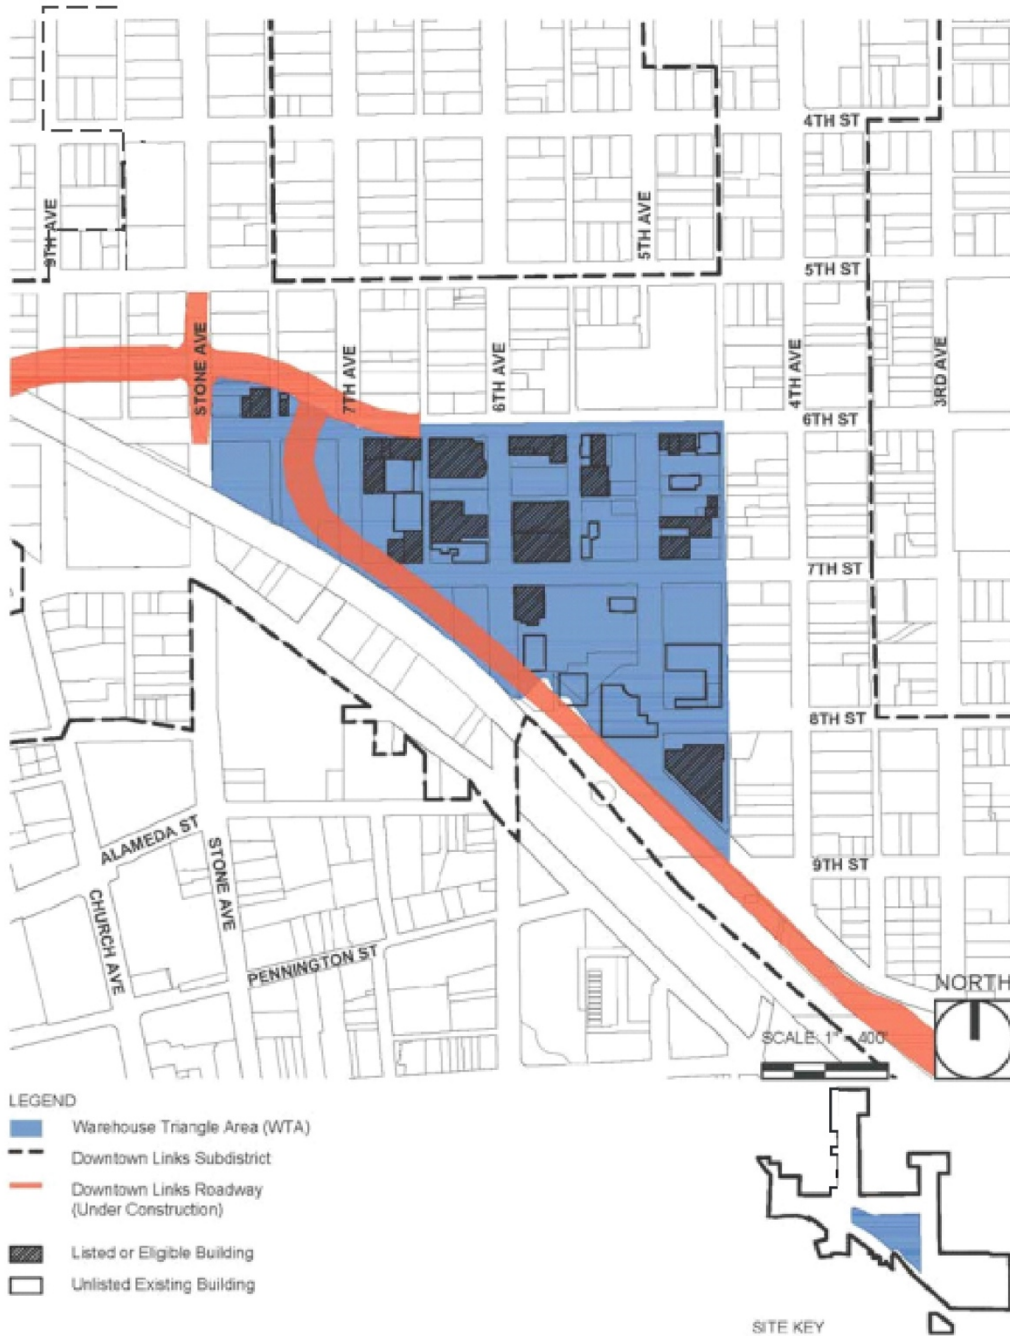 4TH ST
9TH AVE
5TH AVE
5TH ST
STONE AVE
7TH AVE
6TH AVE
4TH AVE
3RD AVE
6TH ST
7TH ST
8TH ST
ALAMEDA ST
STONE AVE
9TH ST
CHURCH AVE
PENNINGTON ST
NORTH
SCALE: 1" = 400'
LEGEND
Warehouse Triangle Area (WTA)
Downtown Links Subdistrict
Downtown Links Roadway
(Under Construction)
Listed or Eligible Building
Unlisted Existing Building
SITE KEY